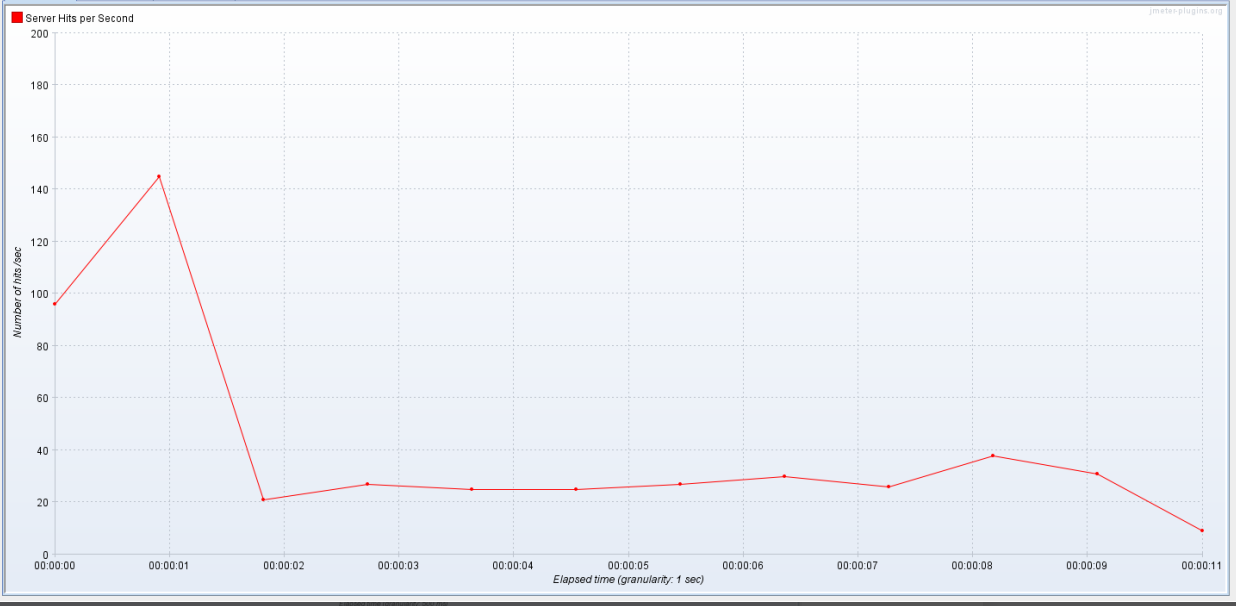 Server Hits per Second
jmeter-plugins.org
200
180
160
140
120
100
80
60
40
20
0
Number of hits /sec
00:00:00 00:00:01 00:00:02 00:00:03 00:00:04 00:00:05 00:00:06 00:00:07 00:00:08 00:00:09 00:00:11
Elapsed time (granularity: 1 sec)